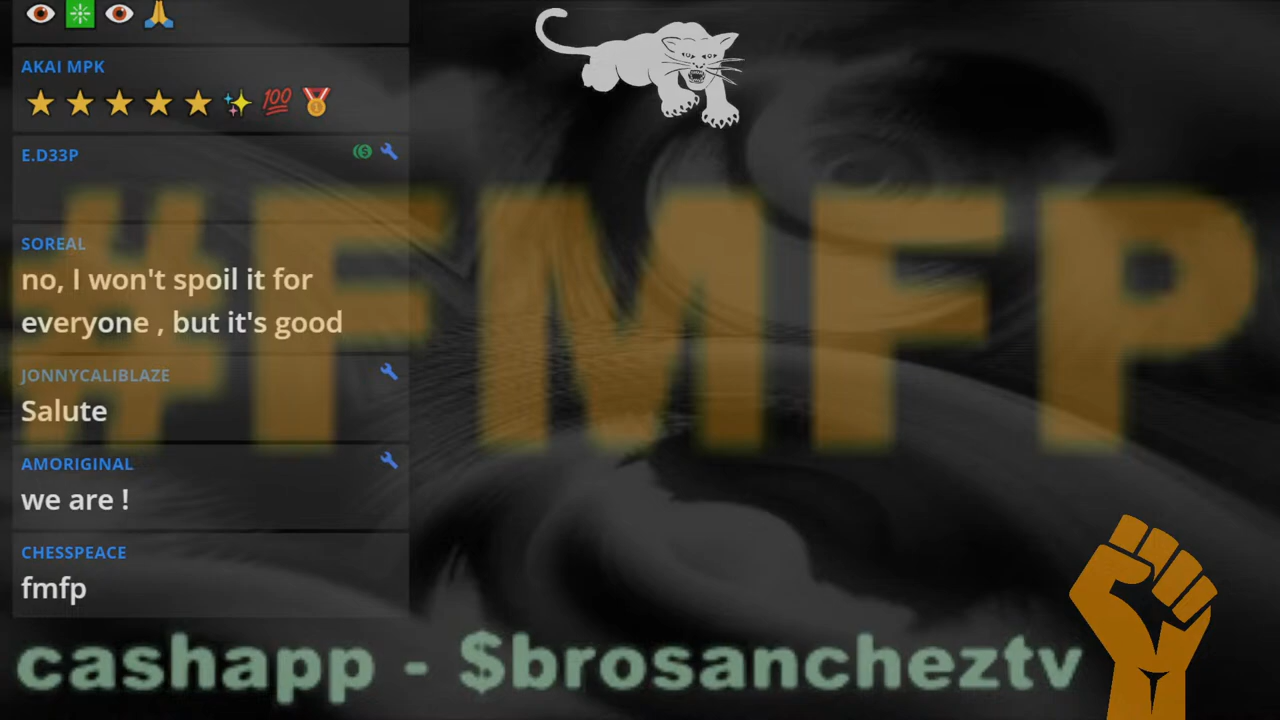 AKAI MPK
100
E.D33P
SOREAL
no, I won't spoil it for
everyone , but it's good
JONNYCALIBLAZE
Salute
AMORIGINAL
we are !
CHESSPEACE
fmfp
#FMFP
cashapp - $brosancheztv